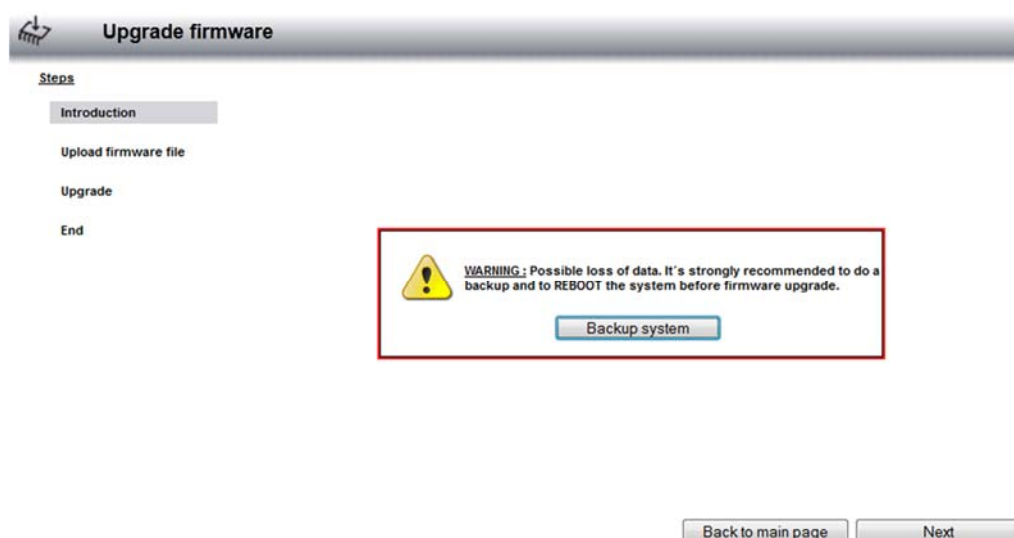 Upgrade firmware
Steps
Introduction
Upload firmware file
Upgrade
End
WARNING : Possible loss of data. It´s strongly recommended to do a
backup and to REBOOT the system before firmware upgrade.
Backup system
Back to main page
Next